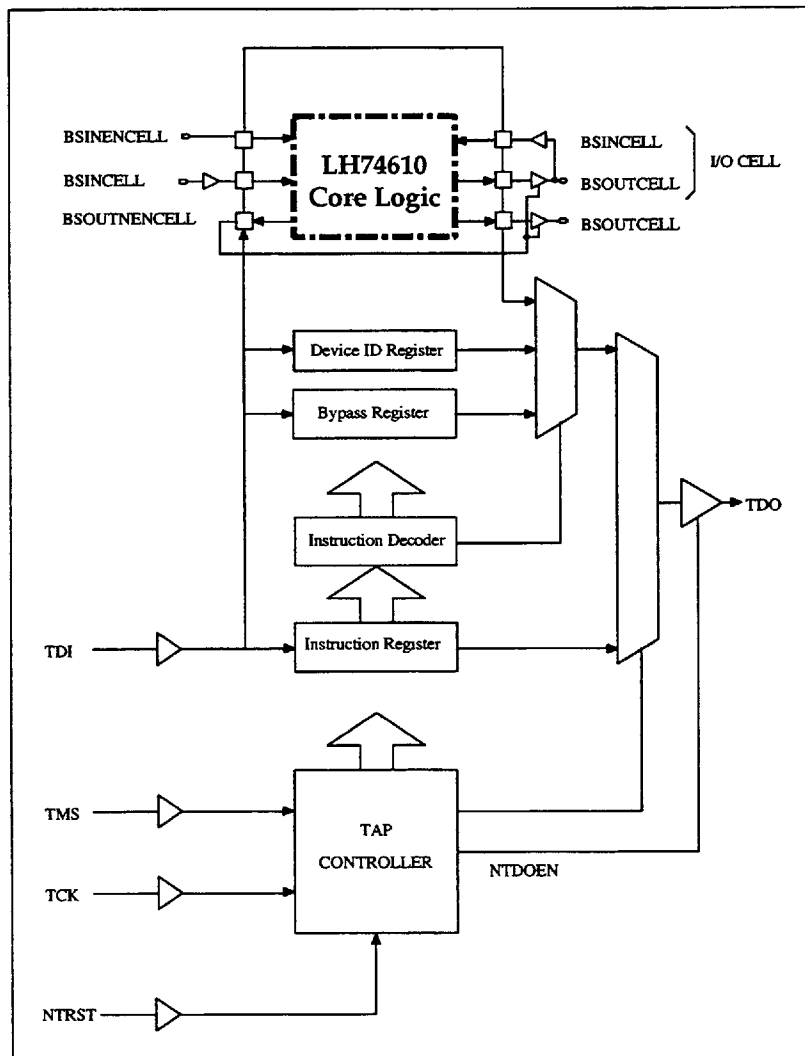 BSINENCELL
BSINCELL
BSOUTNENCELL
LH74610
Core Logic
BSINCELL
BSOUTCELL
I/O CELL
BSOUTCELL
Device ID Register
Bypass Register
Instruction Decoder
TDO
TDI
Instruction Register
TMS
TAP
CONTROLLER
NTDOEN
TCK
NTRST